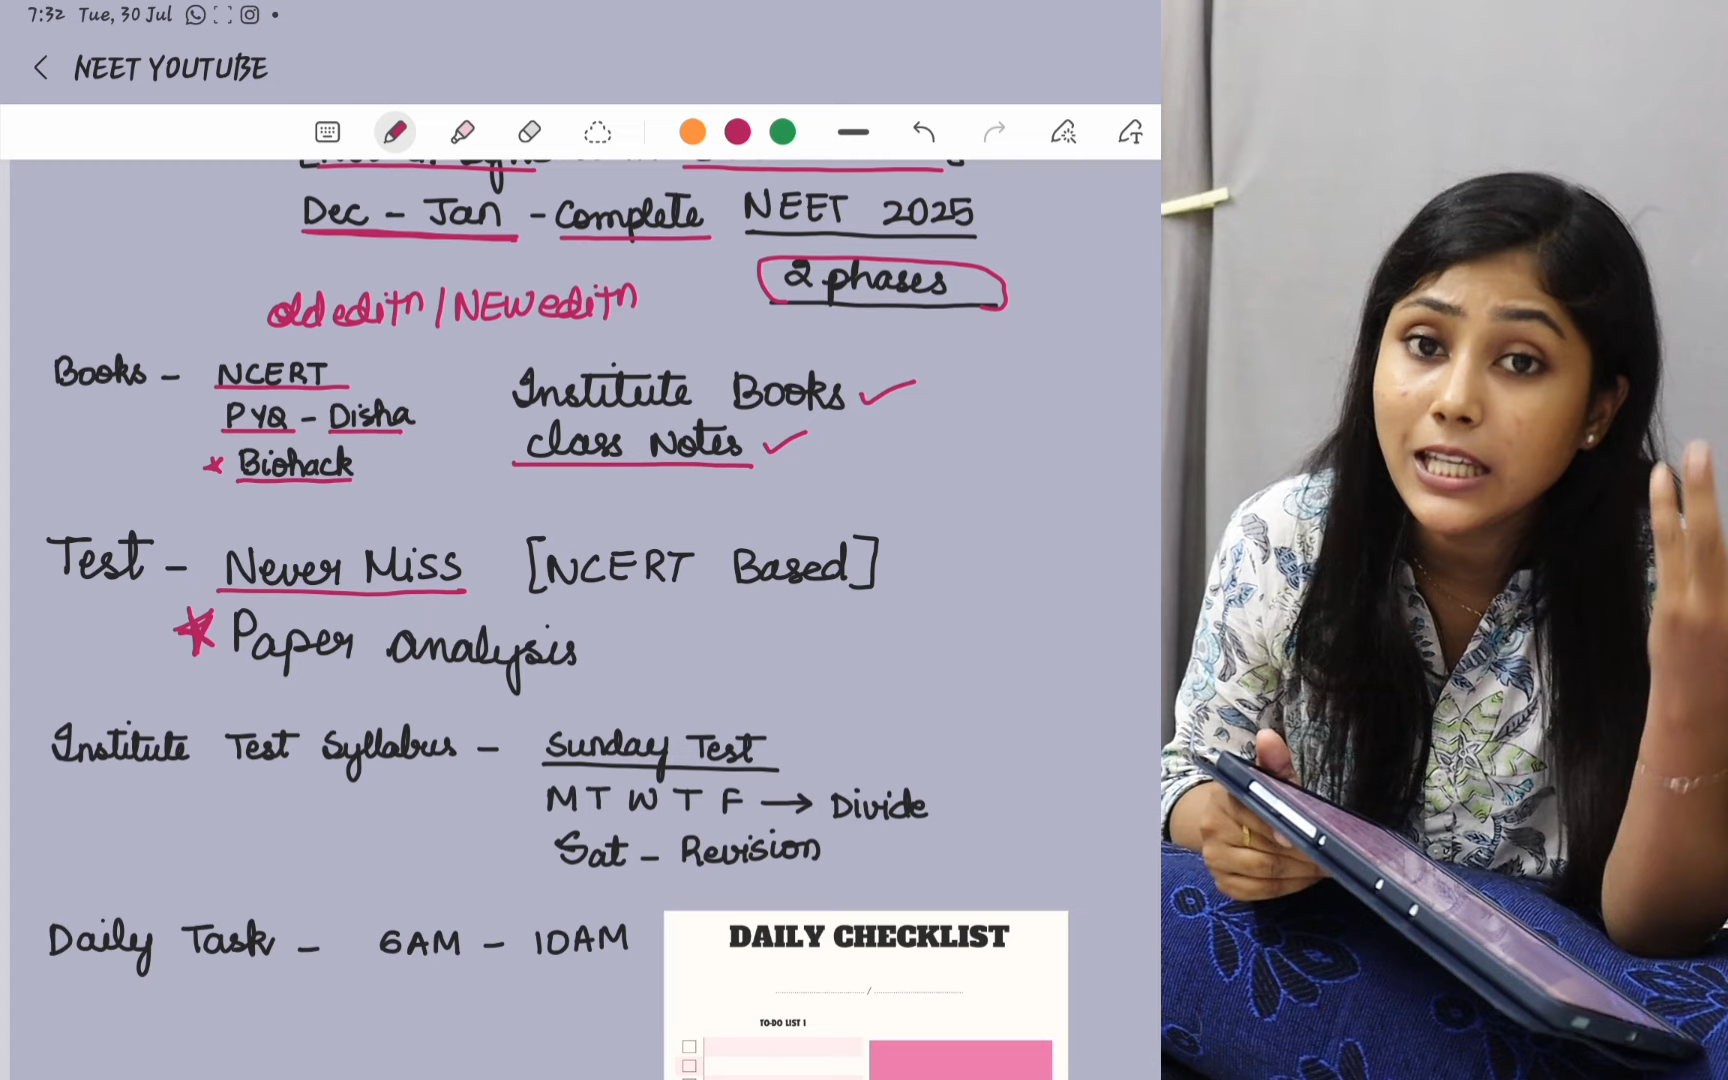 7:32 Tue, 30 Jul
NEET YOUTUBE
Dec - Jan - Complete NEET 2025
2 phases
old editn / NEW editn
Books - NCERT
PYQ - Disha
* Biohack
Institute Books ✓
class Notes ✓
Test - Never Miss [NCERT Based]
* Paper analysis
Institute Test Syllabus - Sunday Test
M T W T F → Divide
Sat - Revision
Daily Task - 6AM - 10AM
DAILY CHECKLIST
/
TO-DO LIST 1